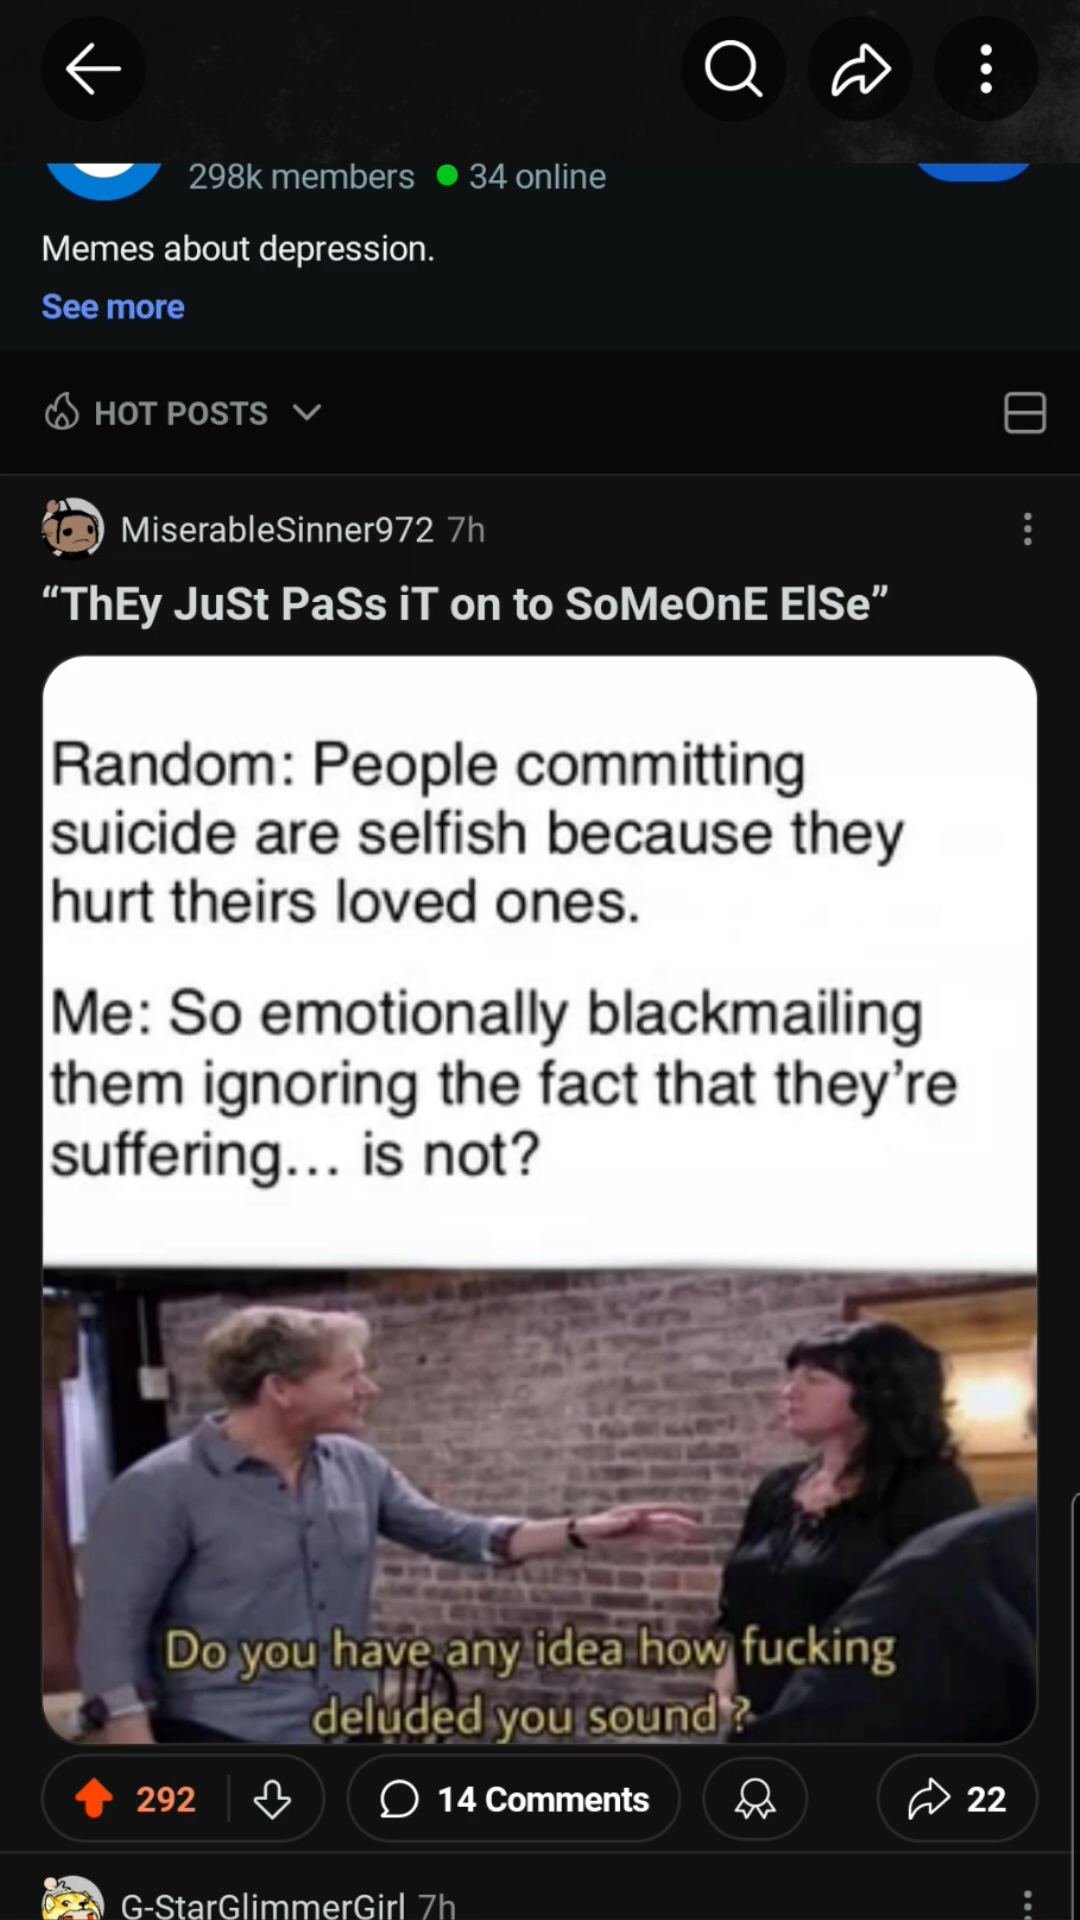 298k members 34 online
Memes about depression.
See more
HOT POSTS
MiserableSinner972 7h
“ThEy JuSt PaSs iT on to SoMeOnE ElSe”
Random: People committing
suicide are selfish because they
hurt theirs loved ones.
Me: So emotionally blackmailing
them ignoring the fact that they’re
suffering... is not?
Do you have any idea how fucking
deluded you sound ?
292 14 Comments 22
G-StarGlimmerGirl 7h